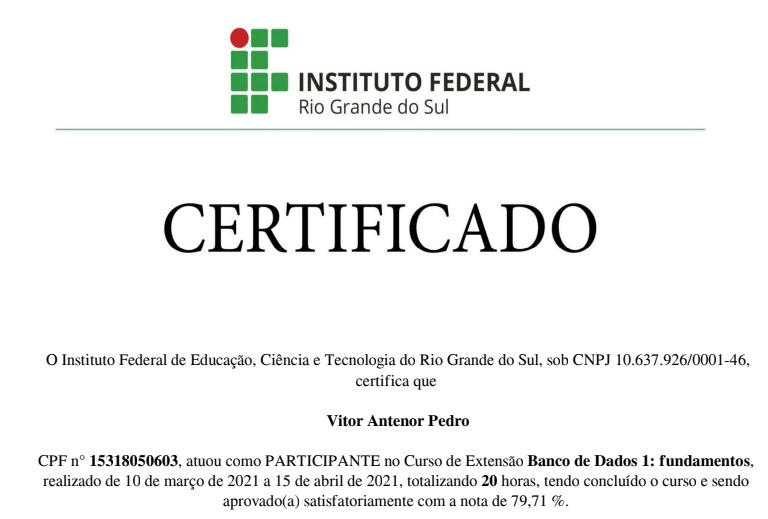 INSTITUTO FEDERAL
Rio Grande do Sul
CERTIFICADO
O Instituto Federal de Educação, Ciência e Tecnologia do Rio Grande do Sul, sob CNPJ 10.637.926/0001-46,
certifica que
Vitor Antenor Pedro
CPF n° 15318050603, atuou como PARTICIPANTE no Curso de Extensão Banco de Dados 1: fundamentos,
realizado de 10 de março de 2021 a 15 de abril de 2021, totalizando 20 horas, tendo concluído o curso e sendo
aprovado(a) satisfatoriamente com a nota de 79,71 %.